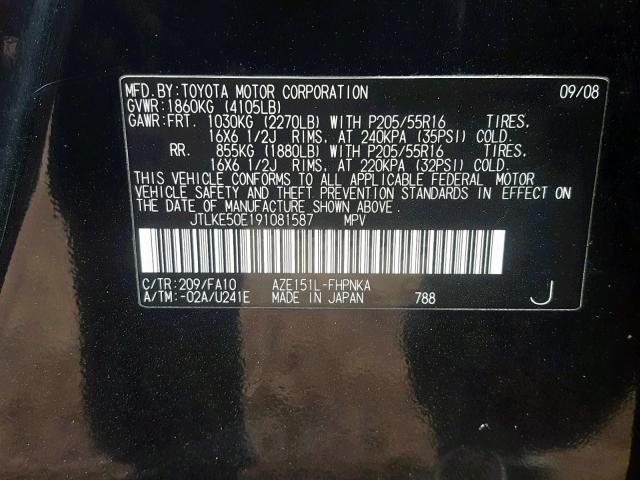 MFD.BY:TOYOTA MOTOR CORPORATION 09/08
GVWR:1860KG (4105LB)
GAWR:FRT. 1030KG (2270LB) WITH P205/55R16 TIRES,
16X6 1/2J RIMS, AT 240KPA (35PSI) COLD.
RR. 855KG (1880LB) WITH P205/55R16 TIRES,
16X6 1/2J RIMS, AT 220KPA (32PSI) COLD.
THIS VEHICLE CONFORMS TO ALL APPLICABLE FEDERAL MOTOR
VEHICLE SAFETY AND THEFT PREVENTION STANDARDS IN EFFECT ON
THE DATE OF MANUFACTURE SHOWN ABOVE.
JTLKE50E191081587 MPV
C/TR:209/FA10 AZE151L-FHPNKA
A/TM:-02A/U241E MADE IN JAPAN 788 J